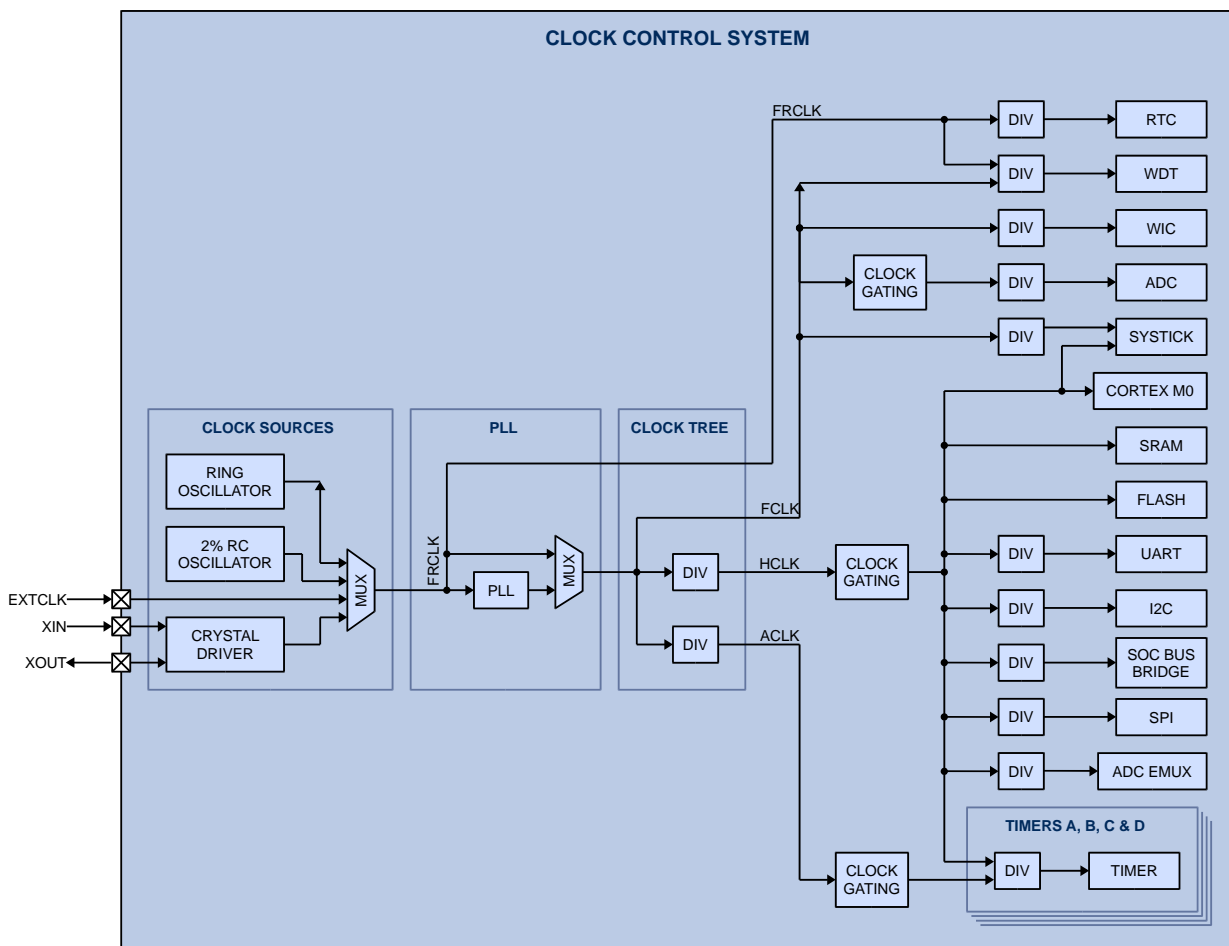 CLOCK CONTROL SYSTEM
FRCLK
DIV
RTC
DIV
WDT
DIV
WIC
CLOCK
GATING
DIV
ADC
DIV
SYSTICK
CORTEX M0
CLOCK SOURCES
PLL
CLOCK TREE
SRAM
RING
OSCILLATOR
FLASH
FCLK
2% RC
OSCILLATOR
MUX
FRCLK
PLL
MUX
DIV
HCLK
CLOCK
GATING
DIV
UART
EXTCLK
XIN
XOUT
CRYSTAL
DRIVER
DIV
ACLK
DIV
I2C
DIV
SOC BUS
BRIDGE
DIV
SPI
DIV
ADC EMUX
TIMERS A, B, C & D
CLOCK
GATING
DIV
TIMER